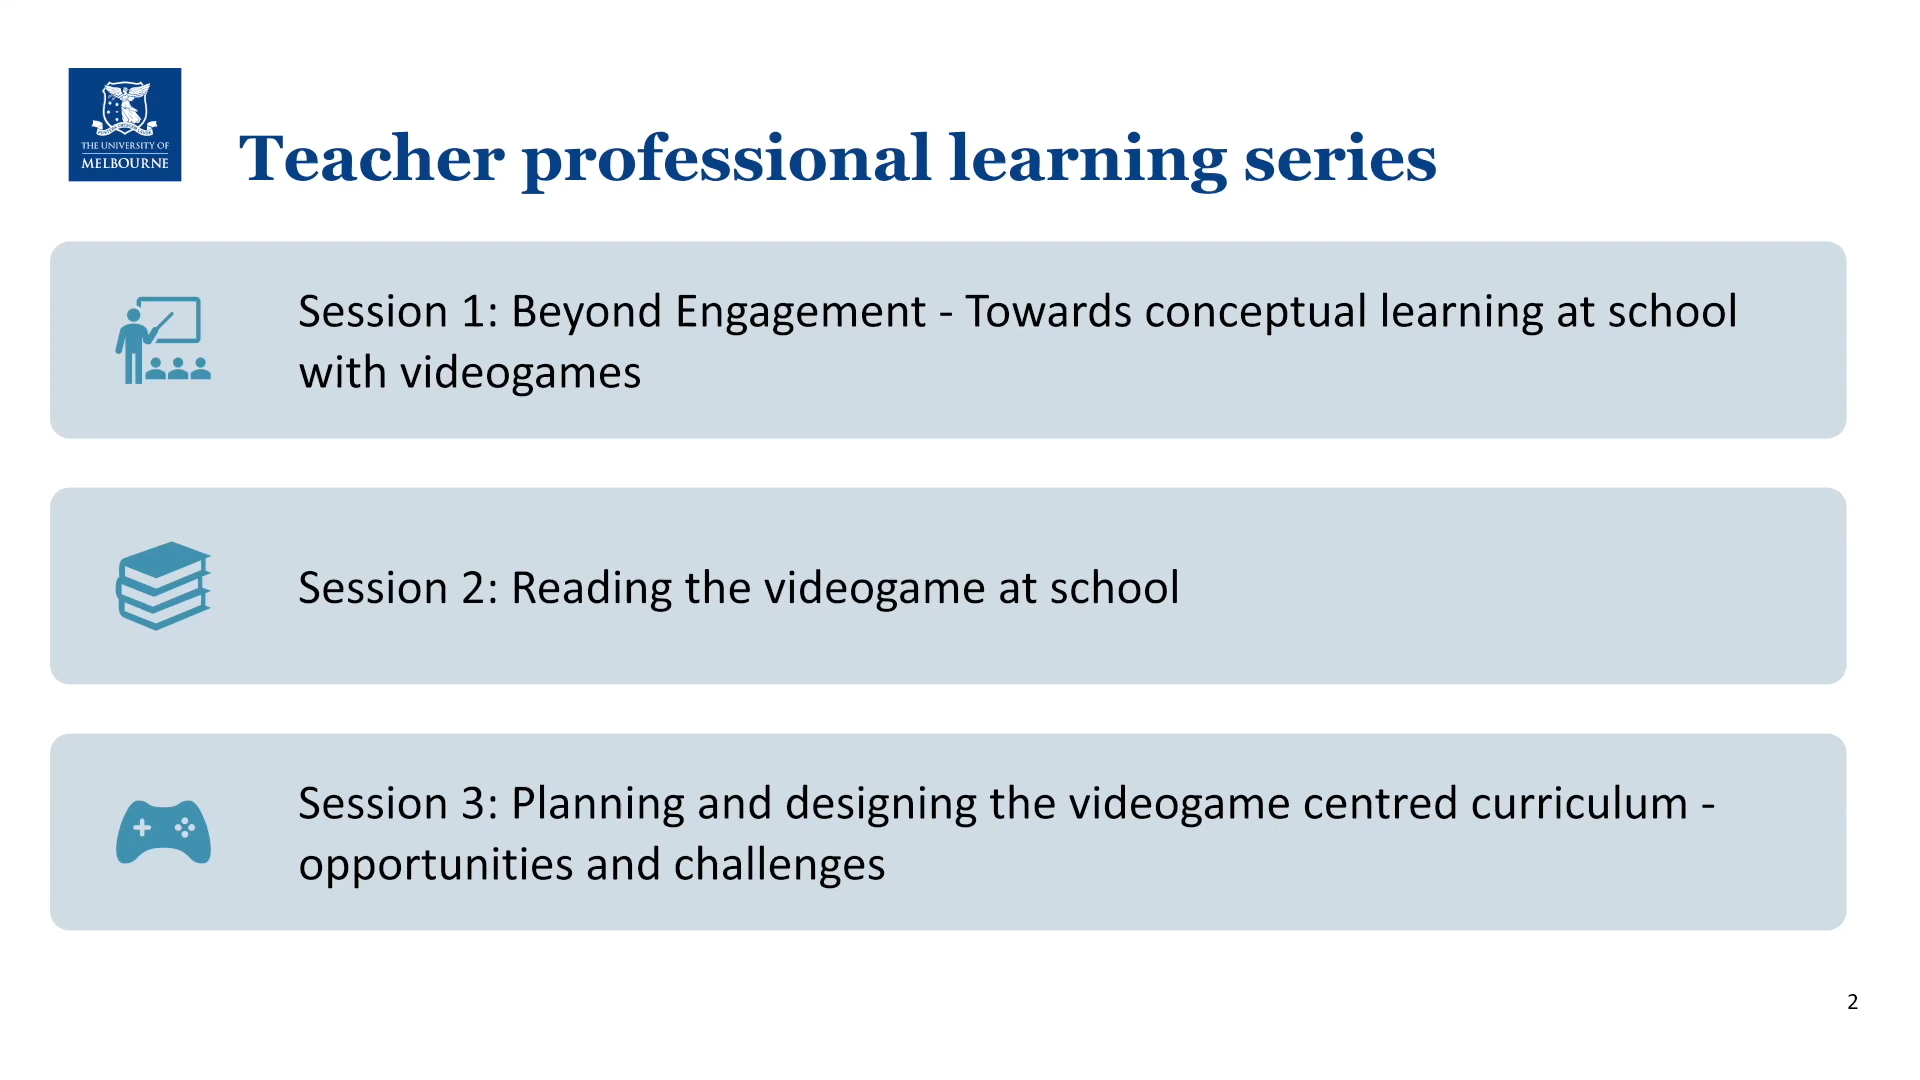 THE UNIVERSITY OF
MELBOURNE
Teacher professional learning series
Session 1: Beyond Engagement - Towards conceptual learning at school
with videogames
Session 2: Reading the videogame at school
Session 3: Planning and designing the videogame centred curriculum -
opportunities and challenges
2